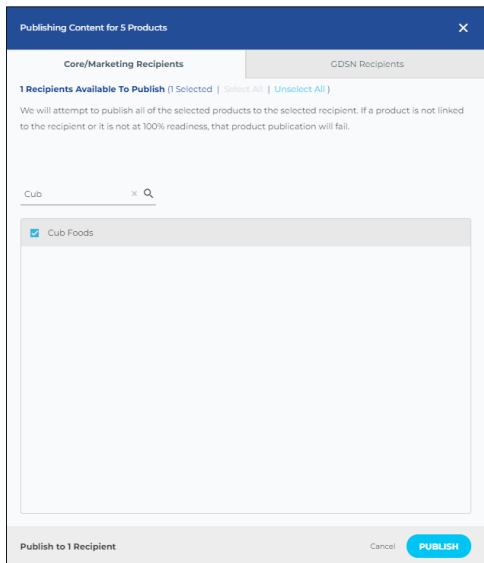 Publishing Content for 5 Products
Core/Marketing Recipients
GDSN Recipients
1 Recipients Available To Publish (1 Selected | Select All | Unselect All )
We will attempt to publish all of the selected products to the selected recipient. If a product is not linked
to the recipient or it is not at 100% readiness, that product publication will fail.
Cub
Cub Foods
Publish to 1 Recipient
Cancel
PUBLISH